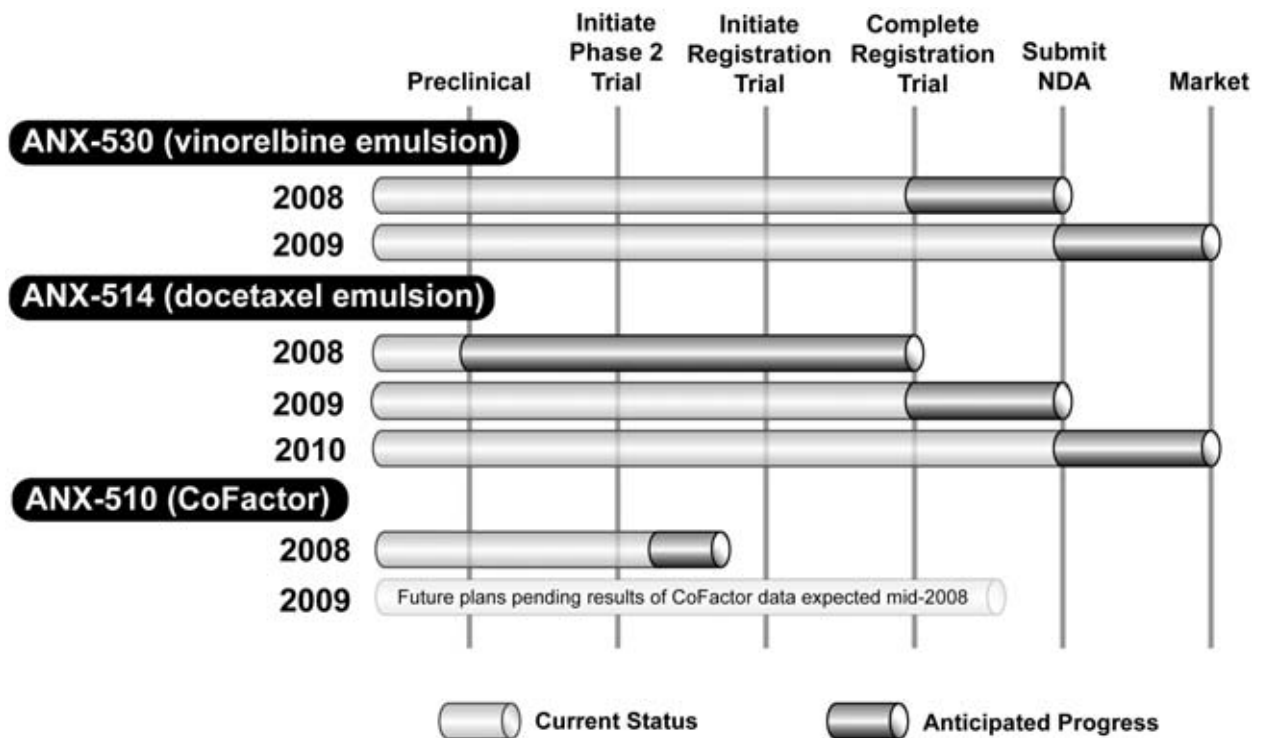 Preclinical
Initiate
Phase 2
Trial
Initiate
Registration
Trial
Complete
Registration
Trial
Submit
NDA
Market
ANX-530 (vinorelbine emulsion)
2008
2009
ANX-514 (docetaxel emulsion)
2008
2009
2010
ANX-510 (CoFactor)
2008
2009
Future plans pending results of CoFactor data expected mid-2008
Current Status
Anticipated Progress